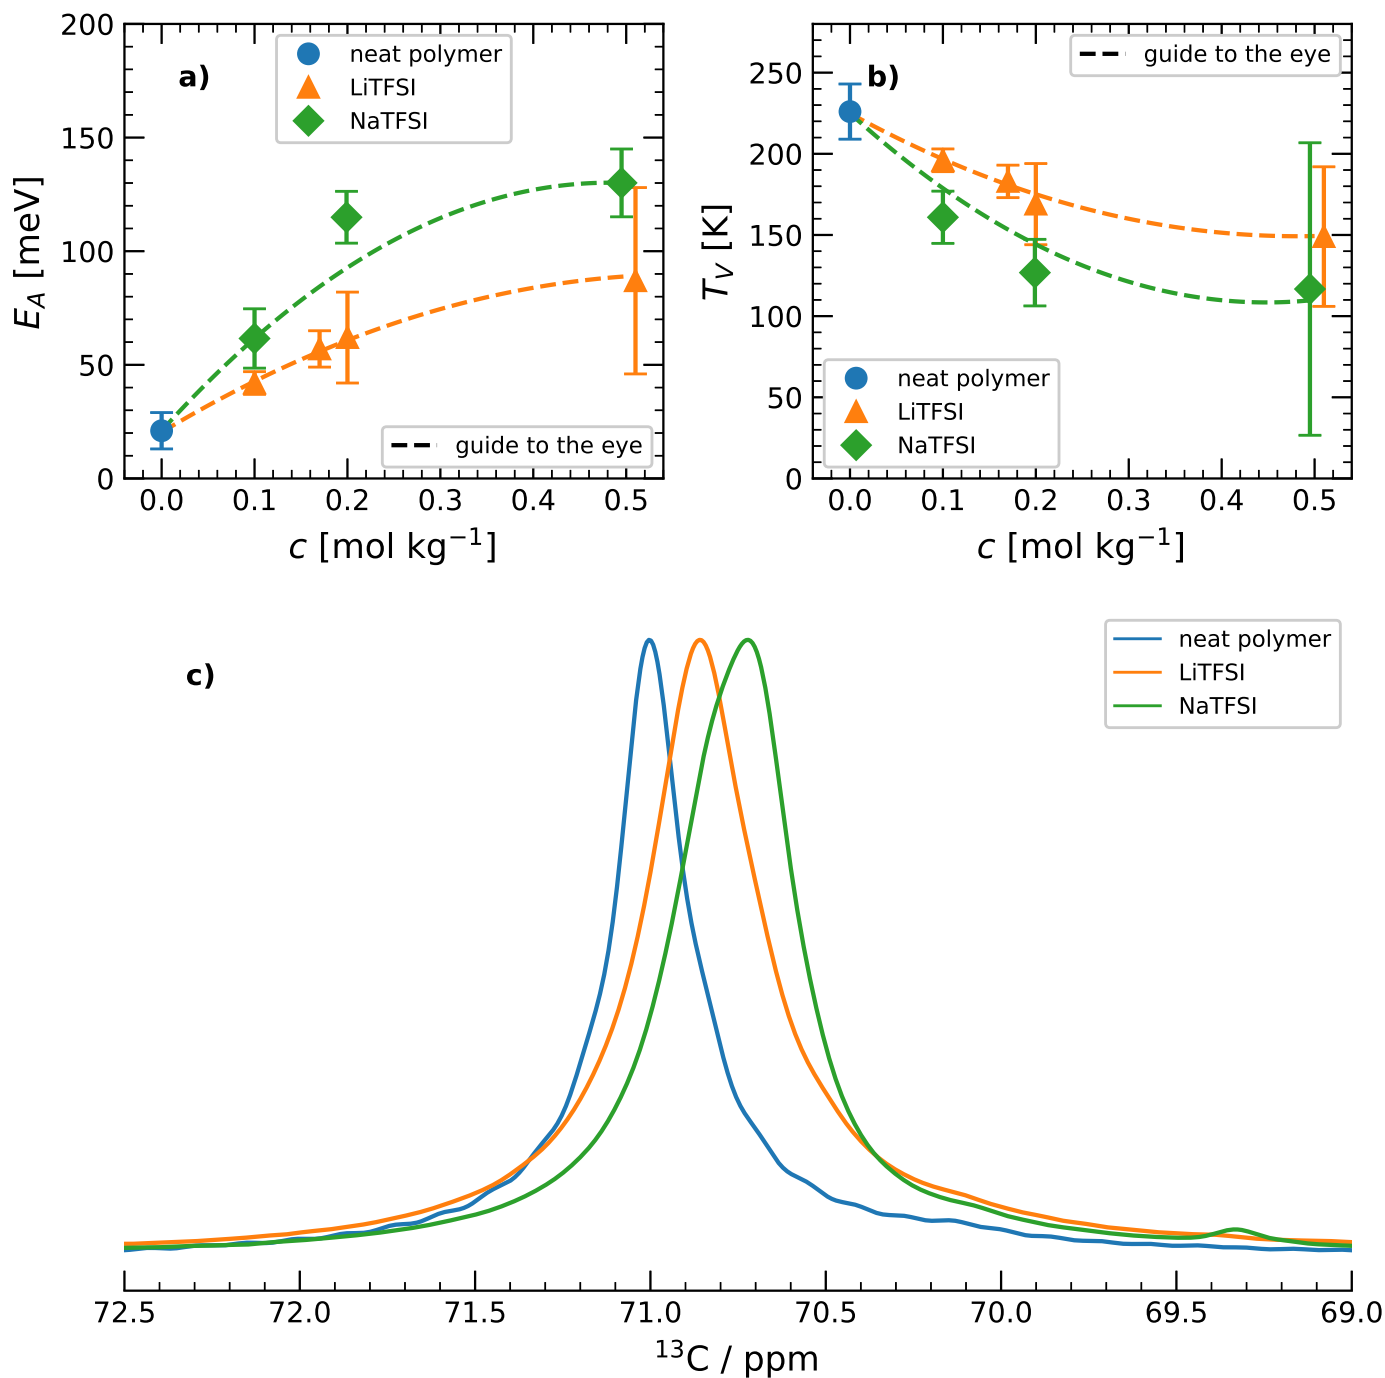 a)
neat polymer
LiTFSI
NaTFSI
guide to the eye
200
150
100
50
0
E_A [meV]
0.0 0.1 0.2 0.3 0.4 0.5
c [mol kg⁻¹]
b)
guide to the eye
neat polymer
LiTFSI
NaTFSI
250
200
150
100
50
0
T_V [K]
0.0 0.1 0.2 0.3 0.4 0.5
c [mol kg⁻¹]
c)
neat polymer
LiTFSI
NaTFSI
72.5 72.0 71.5 71.0 70.5 70.0 69.5 69.0
¹³C / ppm